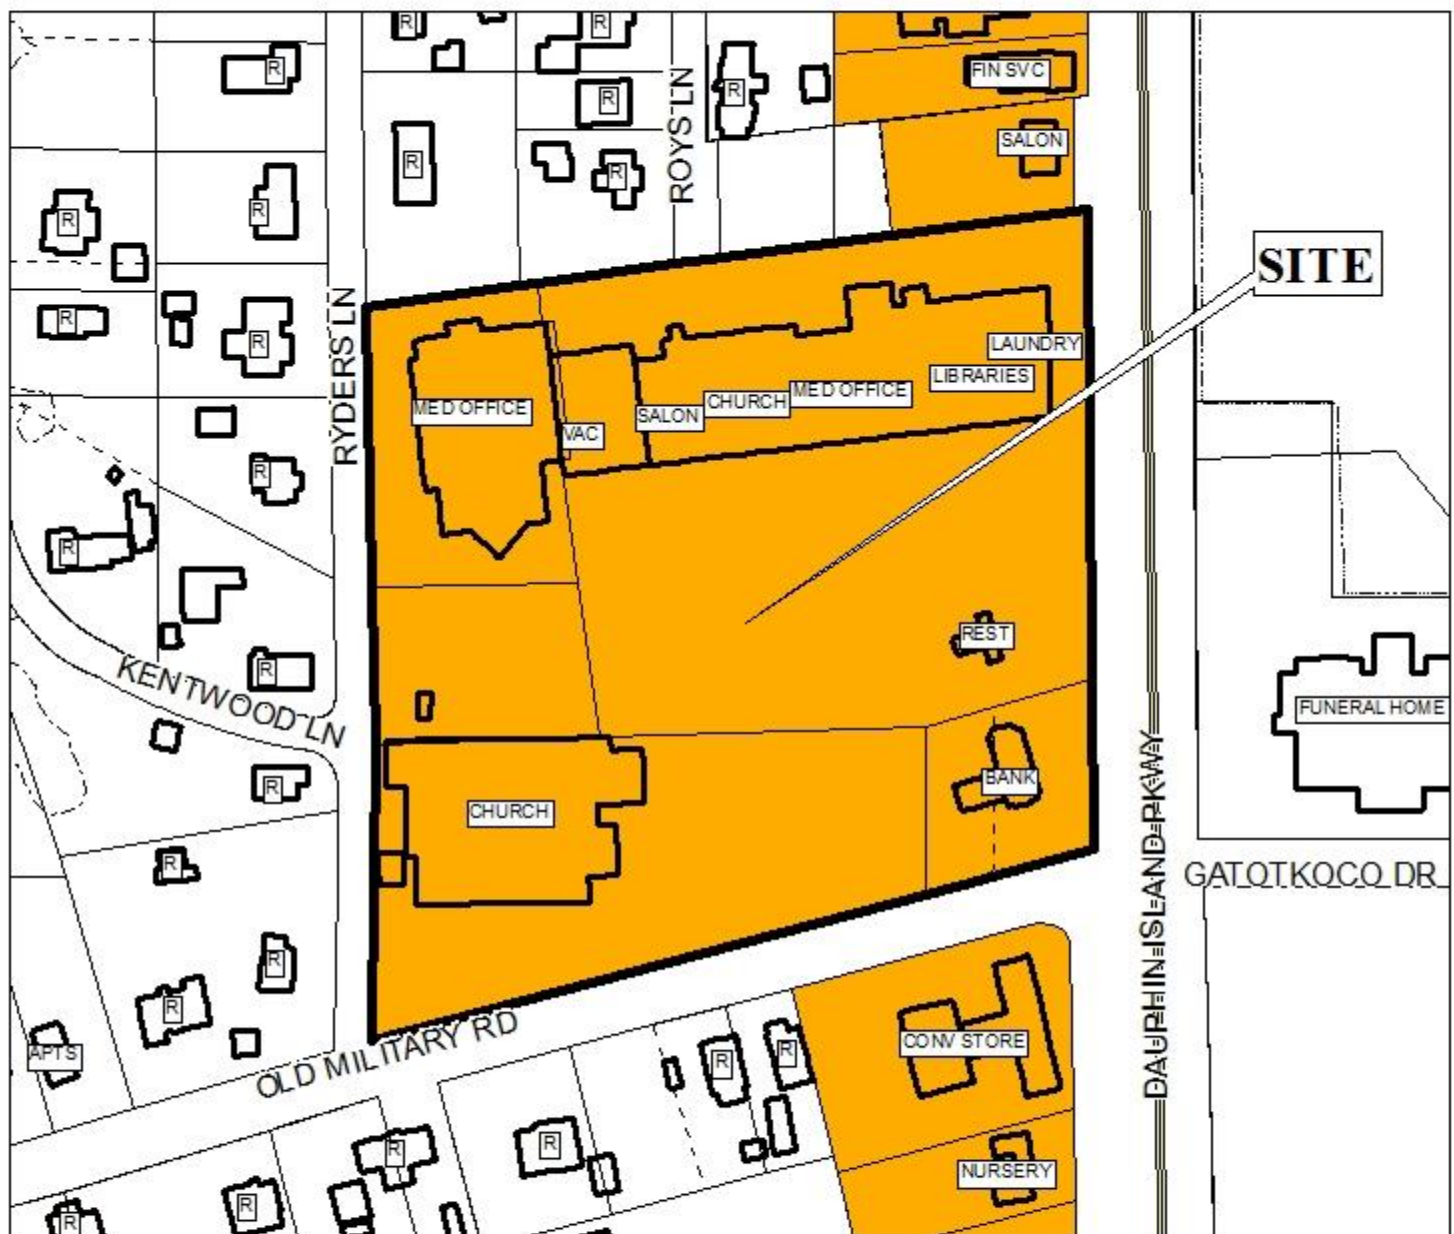 R
R
R
FIN SVC
R
R
R
SALON
R
R
ROYS LN
R
R
SITE
R
R
RYDERS LN
LAUNDRY
LIBRARIES
MED OFFICE
CHURCH
MED OFFICE
SALON
VAC
R
R
REST
R
KENTWOOD LN
FUNERAL HOME
BANK
R
CHURCH
R
GATOTKOCO DR
DAUPHIN ISLAND PKWY
R
R
CONV STORE
APTS
OLD MILITARY RD
R
R
R
R
NURSERY
R
R